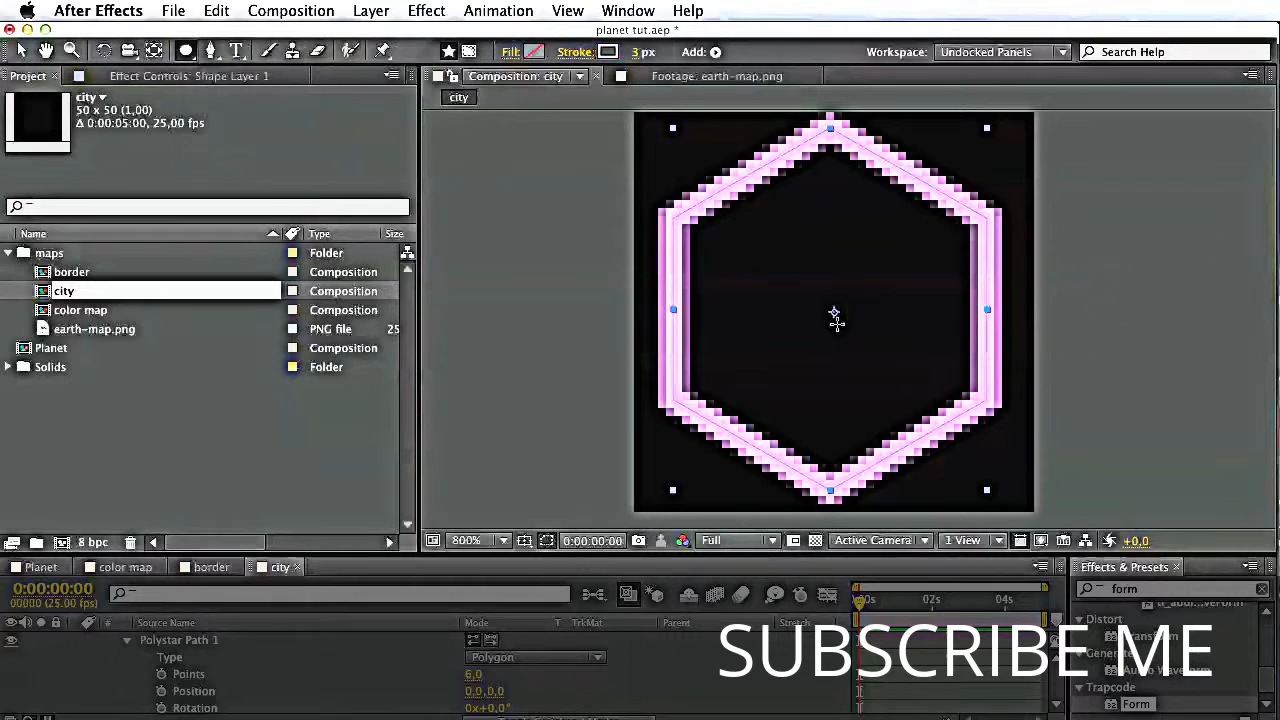 After Effects File Edit Composition Layer Effect Animation View Window Help
planet tut.aep *
Fill: Stroke: 3 px Add: Workspace: Undocked Panels Search Help
Project Effect Controls: Shape Layer 1 Composition: city Footage: earth-map.png
city
50 x 50 (1,00)
Δ 0:00:05:00, 25,00 fps
city
Name Type Size
maps Folder
border Composition
city Composition
color map Composition
earth-map.png PNG file 25
Planet Composition
Solids Folder
8 bpc 800% 0:00:00:00 Full Active Camera 1 View +0,0
Planet color map border city Effects & Presets
0:00:00:00
00000 (25.00 fps)
form
02s 04s
Source Name Mode T TrkMat Parent Stretch
Distort
Polystar Path 1
Type Polygon
Points 6,0
Position 0,0,0,0
Rotation 0x+0,0°
Trapcode
Form
SUBSCRIBE ME